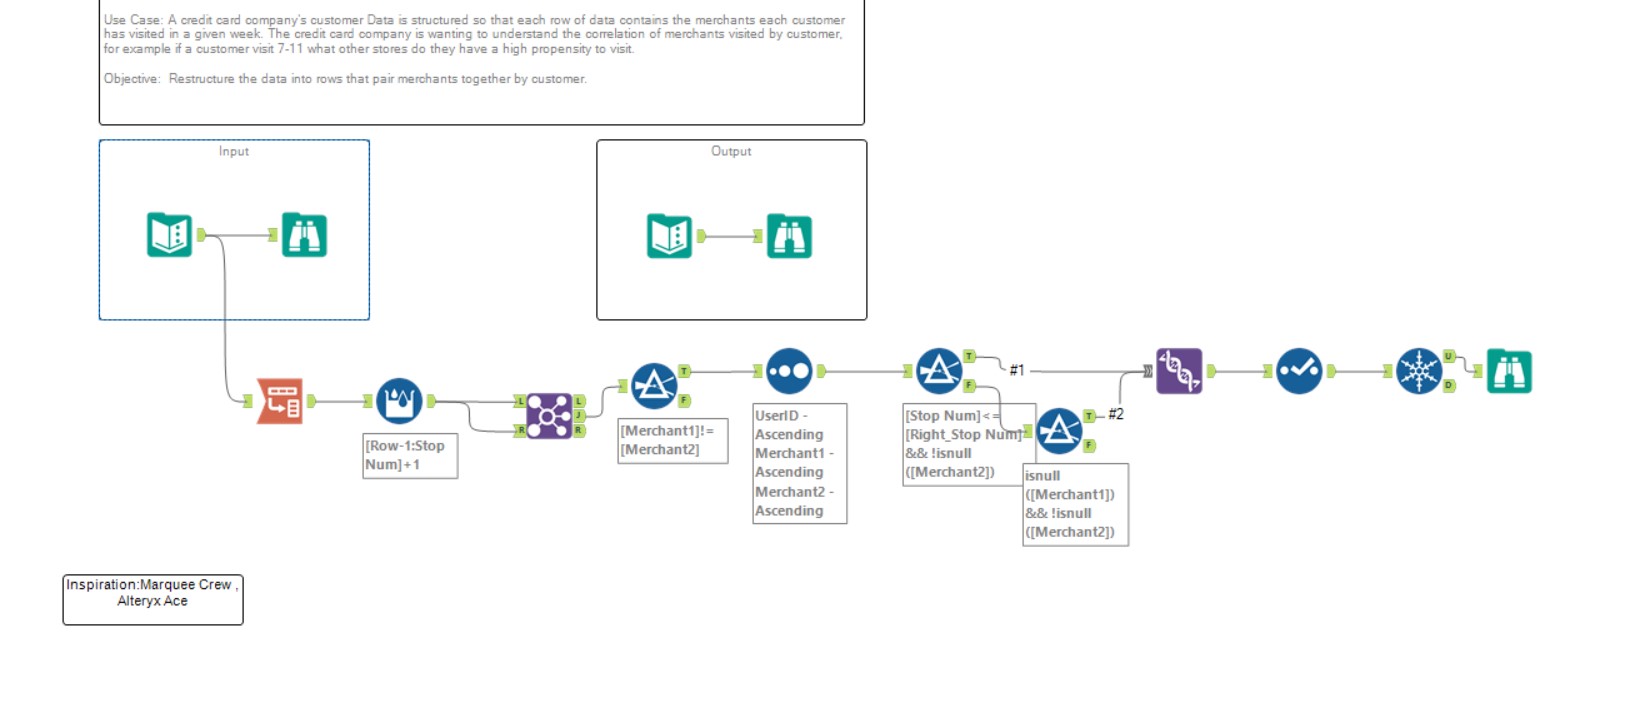 Use Case: A credit card company's customer Data is structured so that each row of data contains the merchants each customer
has visited in a given week. The credit card company is wanting to understand the correlation of merchants visited by customer,
for example if a customer visit 7-11 what other stores do they have a high propensity to visit.
Objective:  Restructure the data into rows that pair merchants together by customer.
Input
Output
[Row-1:Stop
Num]+1
L
R
L
J
R
[Merchant1]!=
[Merchant2]
T
F
UserID -
Ascending
Merchant1 -
Ascending
Merchant2 -
Ascending
T
F
[Stop Num]<=
[Right_Stop Num]
&& !isnull
([Merchant2])
#1
T
F
#2
isnull
([Merchant1])
&& !isnull
([Merchant2])
U
D
Inspiration:Marquee Crew ,
Alteryx Ace